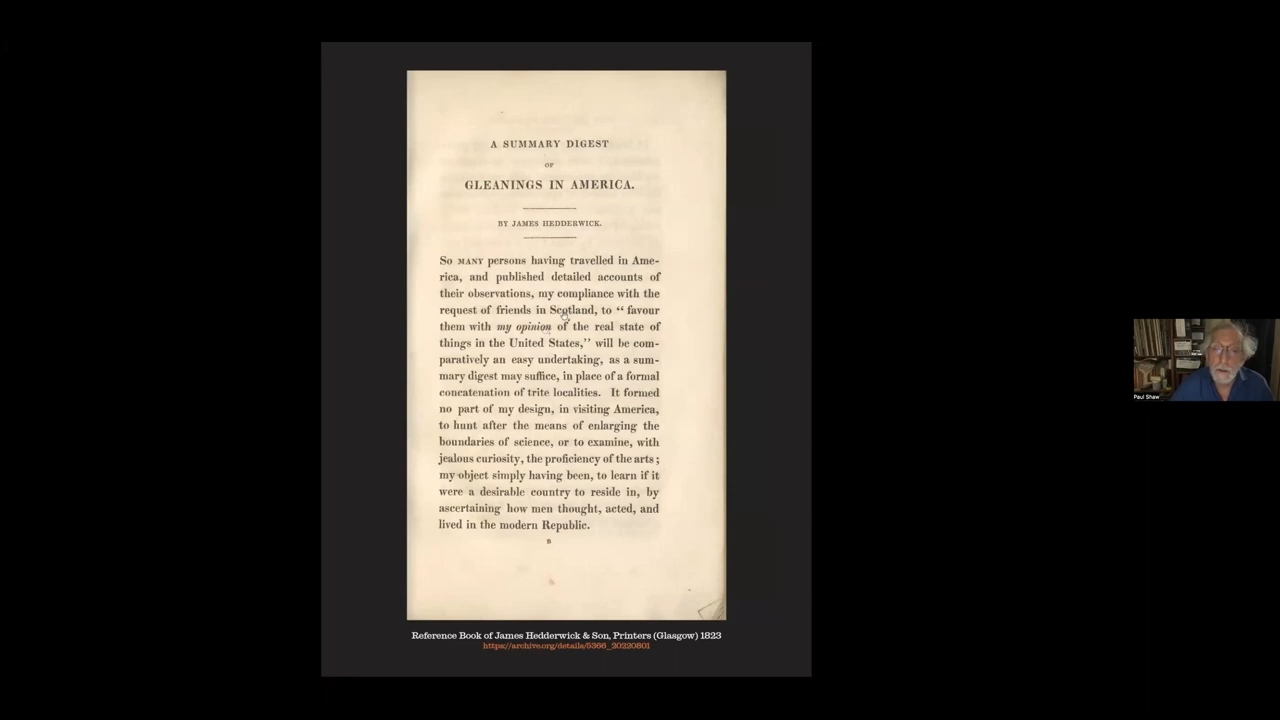 A SUMMARY DIGEST
OF
GLEANINGS IN AMERICA.
BY JAMES HEDDERWICK.
So MANY persons having travelled in Ame-
rica, and published detailed accounts of
their observations, my compliance with the
request of friends in Scotland, to “ favour
them with my opinion of the real state of
things in the United States,” will be com-
paratively an easy undertaking, as a sum-
mary digest may suffice, in place of a formal
concatenation of trite localities. It formed
no part of my design, in visiting America,
to hunt after the means of enlarging the
boundaries of science, or to examine, with
jealous curiosity, the proficiency of the arts ;
my object simply having been, to learn if it
were a desirable country to reside in, by
ascertaining how men thought, acted, and
lived in the modern Republic.
B
Reference Book of James Hedderwick & Son, Printers (Glasgow) 1823
https://archive.org/details/5366_20220801
Paul Shaw